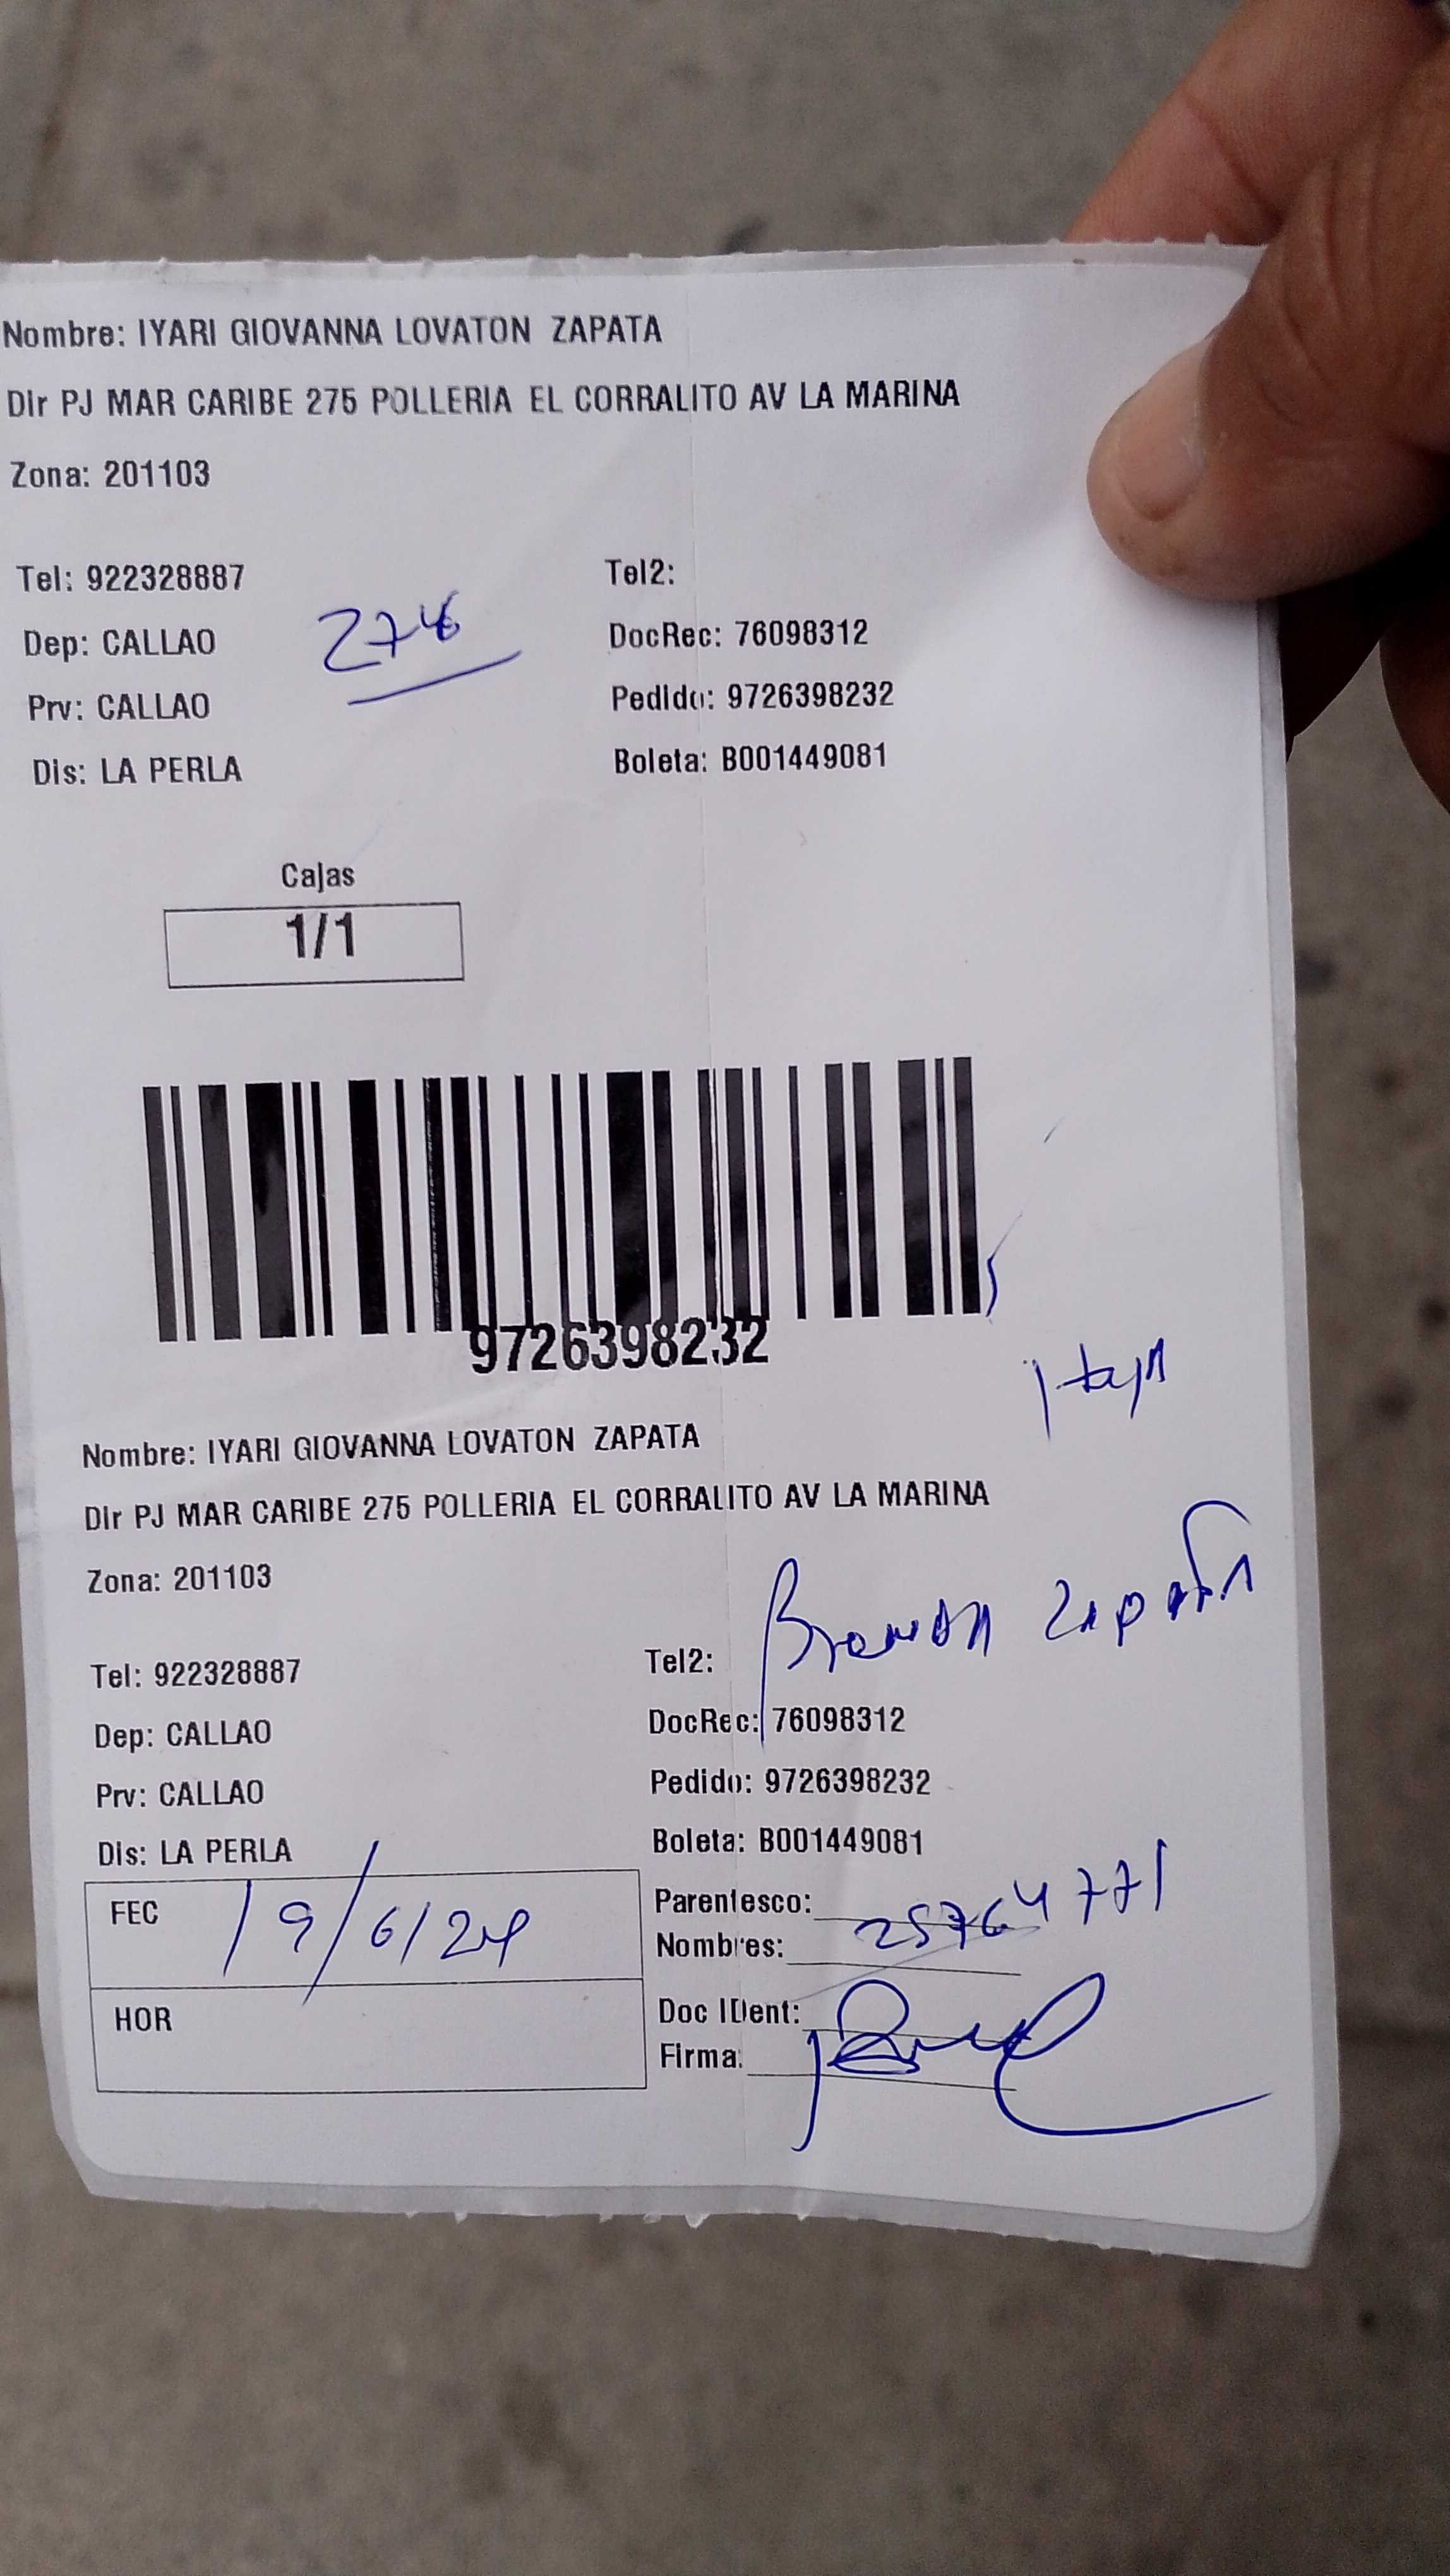 Nombre: IYARI GIOVANNA LOVATON ZAPATA
Dir PJ MAR CARIBE 275 POLLERIA EL CORRALITO AV LA MARINA
Zona: 201103
Tel: 922328887 Tel2:
Dep: CALLAO DocRec: 76098312
Prv: CALLAO Pedido: 9726398232
Dis: LA PERLA Boleta: B001449081
Cajas
1/1
9726398232
Nombre: IYARI GIOVANNA LOVATON ZAPATA
Dir PJ MAR CARIBE 275 POLLERIA EL CORRALITO AV LA MARINA
Zona: 201103
Zapata
Tel: 922328887 Tel2:
Dep: CALLAO DocRec: 76098312
Prv: CALLAO Pedido: 9726398232
Dis: LA PERLA Boleta: B001449081
FEC 19/6/24 Parentesco:
25764771
Nombres:
HOR Doc IDent:
Firma: